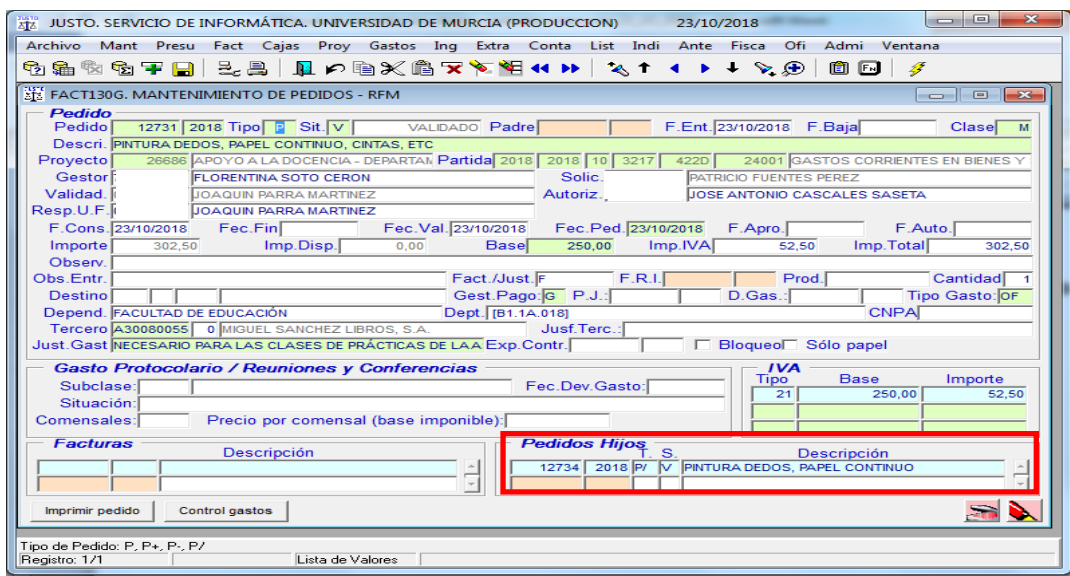 JUSTO. SERVICIO DE INFORMÁTICA. UNIVERSIDAD DE MURCIA (PRODUCCION) 23/10/2018
Archivo Mant Presu Fact Cajas Proy Gastos Ing Extra Conta List Indi Ante Fisca Ofi Admi Ventana
FACT130G. MANTENIMIENTO DE PEDIDOS - RFM
Pedido
Pedido 12731 2018 Tipo P Sit. V VALIDADO Padre F.Ent. 23/10/2018 F.Baja Clase M
Descri. PINTURA DEDOS, PAPEL CONTINUO, CINTAS, ETC
Proyecto 26686 APOYO A LA DOCENCIA - DEPARTAM Partida 2018 2018 10 3217 422D 24001 GASTOS CORRIENTES EN BIENES Y
Gestor FLORENTINA SOTO CERON Solic. PATRICIO FUENTES PEREZ
Validad. JOAQUIN PARRA MARTINEZ Autoriz. JOSE ANTONIO CASCALES SASETA
Resp.U.F. JOAQUIN PARRA MARTINEZ
F.Cons. 23/10/2018 Fec.Fin Fec.Val. 23/10/2018 Fec.Ped. 23/10/2018 F.Apro. F.Auto.
Importe 302,50 Imp.Disp. 0,00 Base 250,00 Imp.IVA 52,50 Imp.Total 302,50
Observ.
Obs.Entr. Fact./Just. F F.R.I. Prod. Cantidad 1
Destino Gest.Pago: G P.J.: D.Gas.: Tipo Gasto: OF
Depend. FACULTAD DE EDUCACIÓN Dept. [B1.1A.018] CNPA
Tercero A30080055 0 MIGUEL SANCHEZ LIBROS, S.A. Jusf.Terc.:
Just.Gast NECESARIO PARA LAS CLASES DE PRÁCTICAS DE LA A Exp.Contr. Bloqueo Sólo papel
Gasto Protocolario / Reuniones y Conferencias IVA
Subclase: Fec.Dev.Gasto: Tipo Base Importe
Situación: 21 250,00 52,50
Comensales: Precio por comensal (base imponible):
Facturas Pedidos Hijos
Descripción T. S. Descripción
12734 2018 P/ V PINTURA DEDOS, PAPEL CONTINUO
Imprimir pedido Control gastos
Tipo de Pedido: P, P+, P-, P/
Registro: 1/1 Lista de Valores